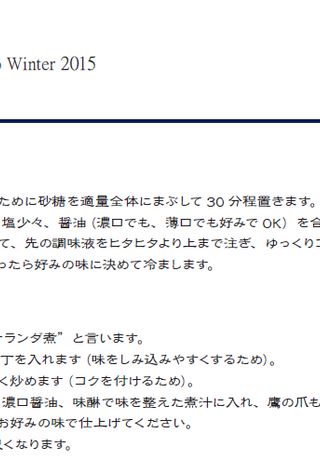 Winter 2015
ために砂糖を適量全体にまぶして 30 分程置きます。
塩少々、醤油（濃口でも、薄口でも好みで OK）を合
て、先の調味液をヒタヒタより上まで注ぎ、ゆっくりコ
ったら好みの味に決めて冷まします。
ランダ煮” と言います。
丁を入れます（味をしみ込みやすくするため）。
く炒めます（コクを付けるため）。
濃口醤油、味醂で味を整えた煮汁に入れ、鷹の爪も
お好みの味で仕上げてください。
くなります。